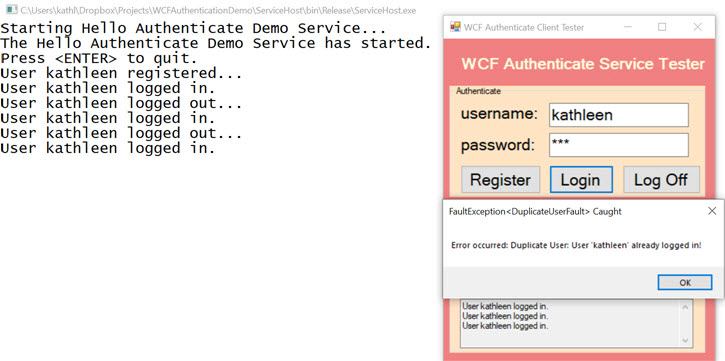 C:\Users\kathl\Dropbox\Projects\WCFAuthenticationDemo\ServiceHost\bin\Release\ServiceHost.exe
Starting Hello Authenticate Demo Service...
The Hello Authenticate Demo Service has started.
Press <ENTER> to quit.
User kathleen registered...
User kathleen logged in.
User kathleen logged out...
User kathleen logged in.
User kathleen logged out...
User kathleen logged in.
WCF Authenticate Client Tester
WCF Authenticate Service Tester
Authenticate
username: kathleen
password: ***
Register Login Log Off
FaultException<DuplicateUserFault> Caught
Error occurred: Duplicate User: User 'kathleen' already logged in!
OK
User kathleen logged in.
User kathleen logged in.
User kathleen logged in.